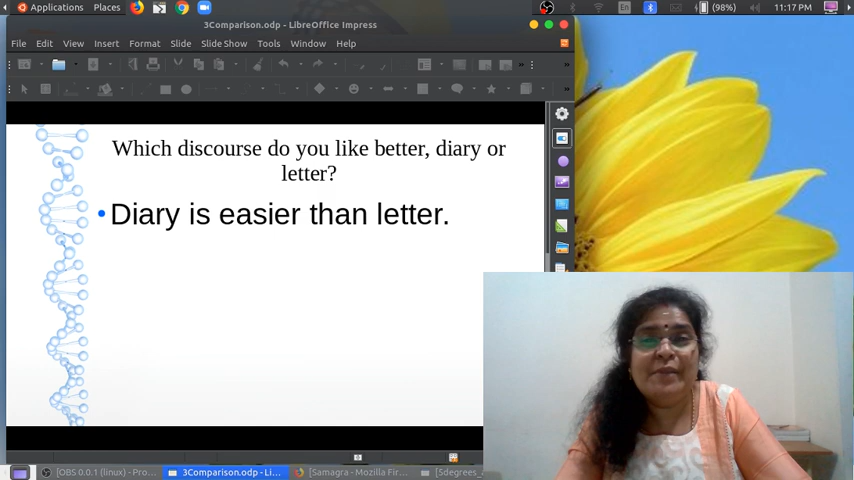 Applications Places En (98%) 11:17 PM
3Comparison.odp - LibreOffice Impress
File Edit View Insert Format Slide Slide Show Tools Window Help
Which discourse do you like better, diary or
letter?
• Diary is easier than letter.
[OBS 0.0.1 (linux) - Pro... 3Comparison.odp - Li... [Samagra - Mozilla Fir... [5degrees_